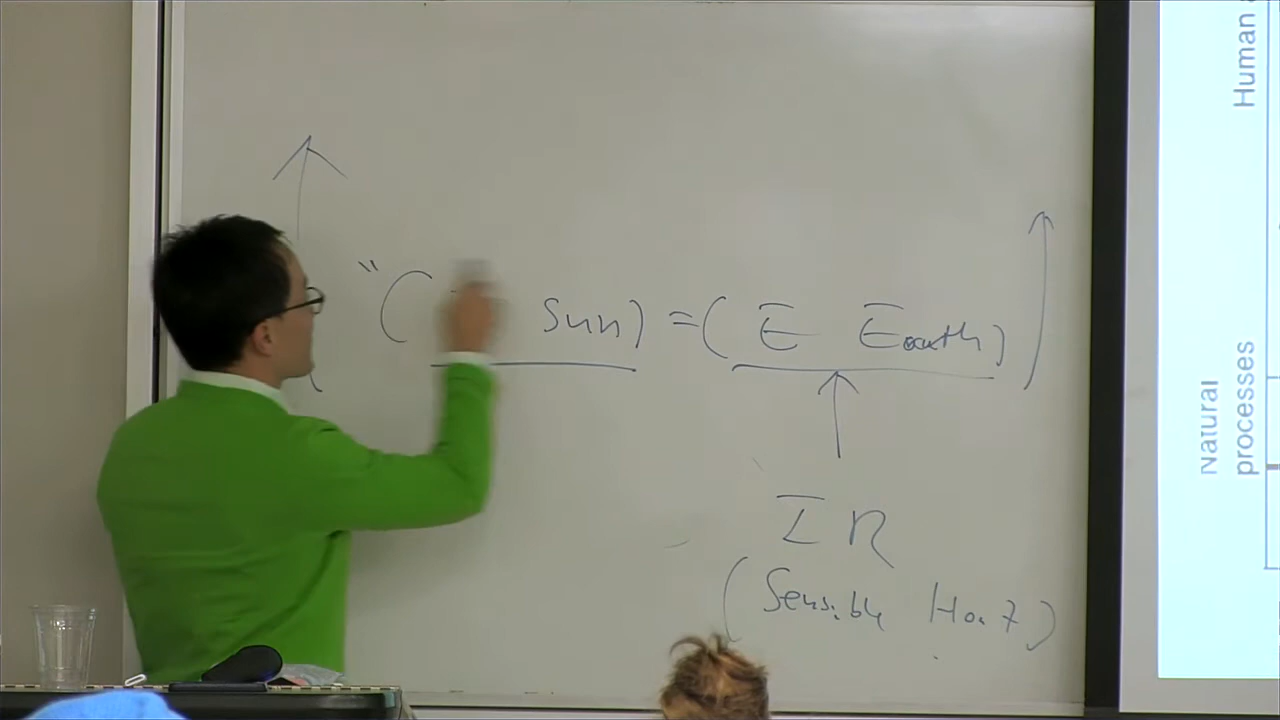 “( Sun) = ( E Earth)
IR
(Sensible Heat)
Human
Natural
processes